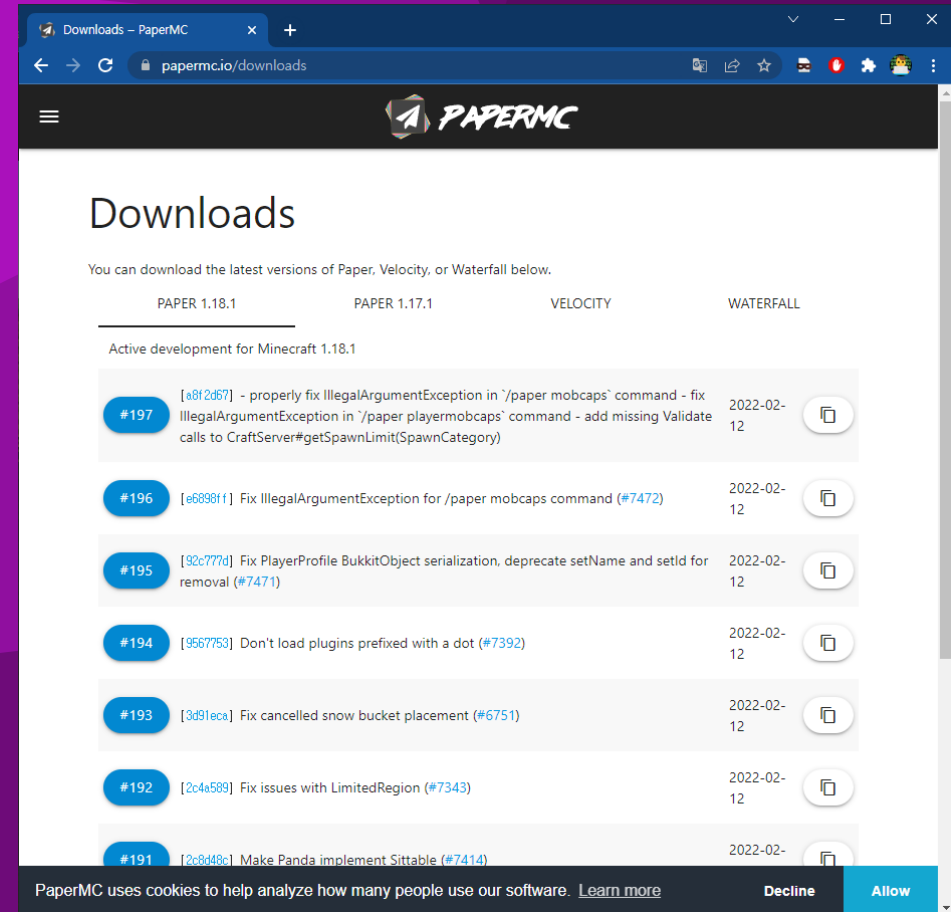 Downloads – PaperMC
papermc.io/downloads
PAPERMC
Downloads
You can download the latest versions of Paper, Velocity, or Waterfall below.
PAPER 1.18.1 PAPER 1.17.1 VELOCITY WATERFALL
Active development for Minecraft 1.18.1
[a8f2d67] - properly fix IllegalArgumentException in `/paper mobcaps` command - fix
#197 IllegalArgumentException in `/paper playermobcaps` command - add missing Validate 2022-02-
calls to CraftServer#getSpawnLimit(SpawnCategory) 12
#196 [e6898ff] Fix IllegalArgumentException for /paper mobcaps command (#7472) 2022-02-
12
#195 [92c777d] Fix PlayerProfile BukkitObject serialization, deprecate setName and setId for 2022-02-
removal (#7471) 12
#194 [9567753] Don't load plugins prefixed with a dot (#7392) 2022-02-
12
#193 [3d91eca] Fix cancelled snow bucket placement (#6751) 2022-02-
12
#192 [2c4a589] Fix issues with LimitedRegion (#7343) 2022-02-
12
#191 [2c8d48c] Make Panda implement Sittable (#7414) 2022-02-
PaperMC uses cookies to help analyze how many people use our software. Learn more Decline Allow